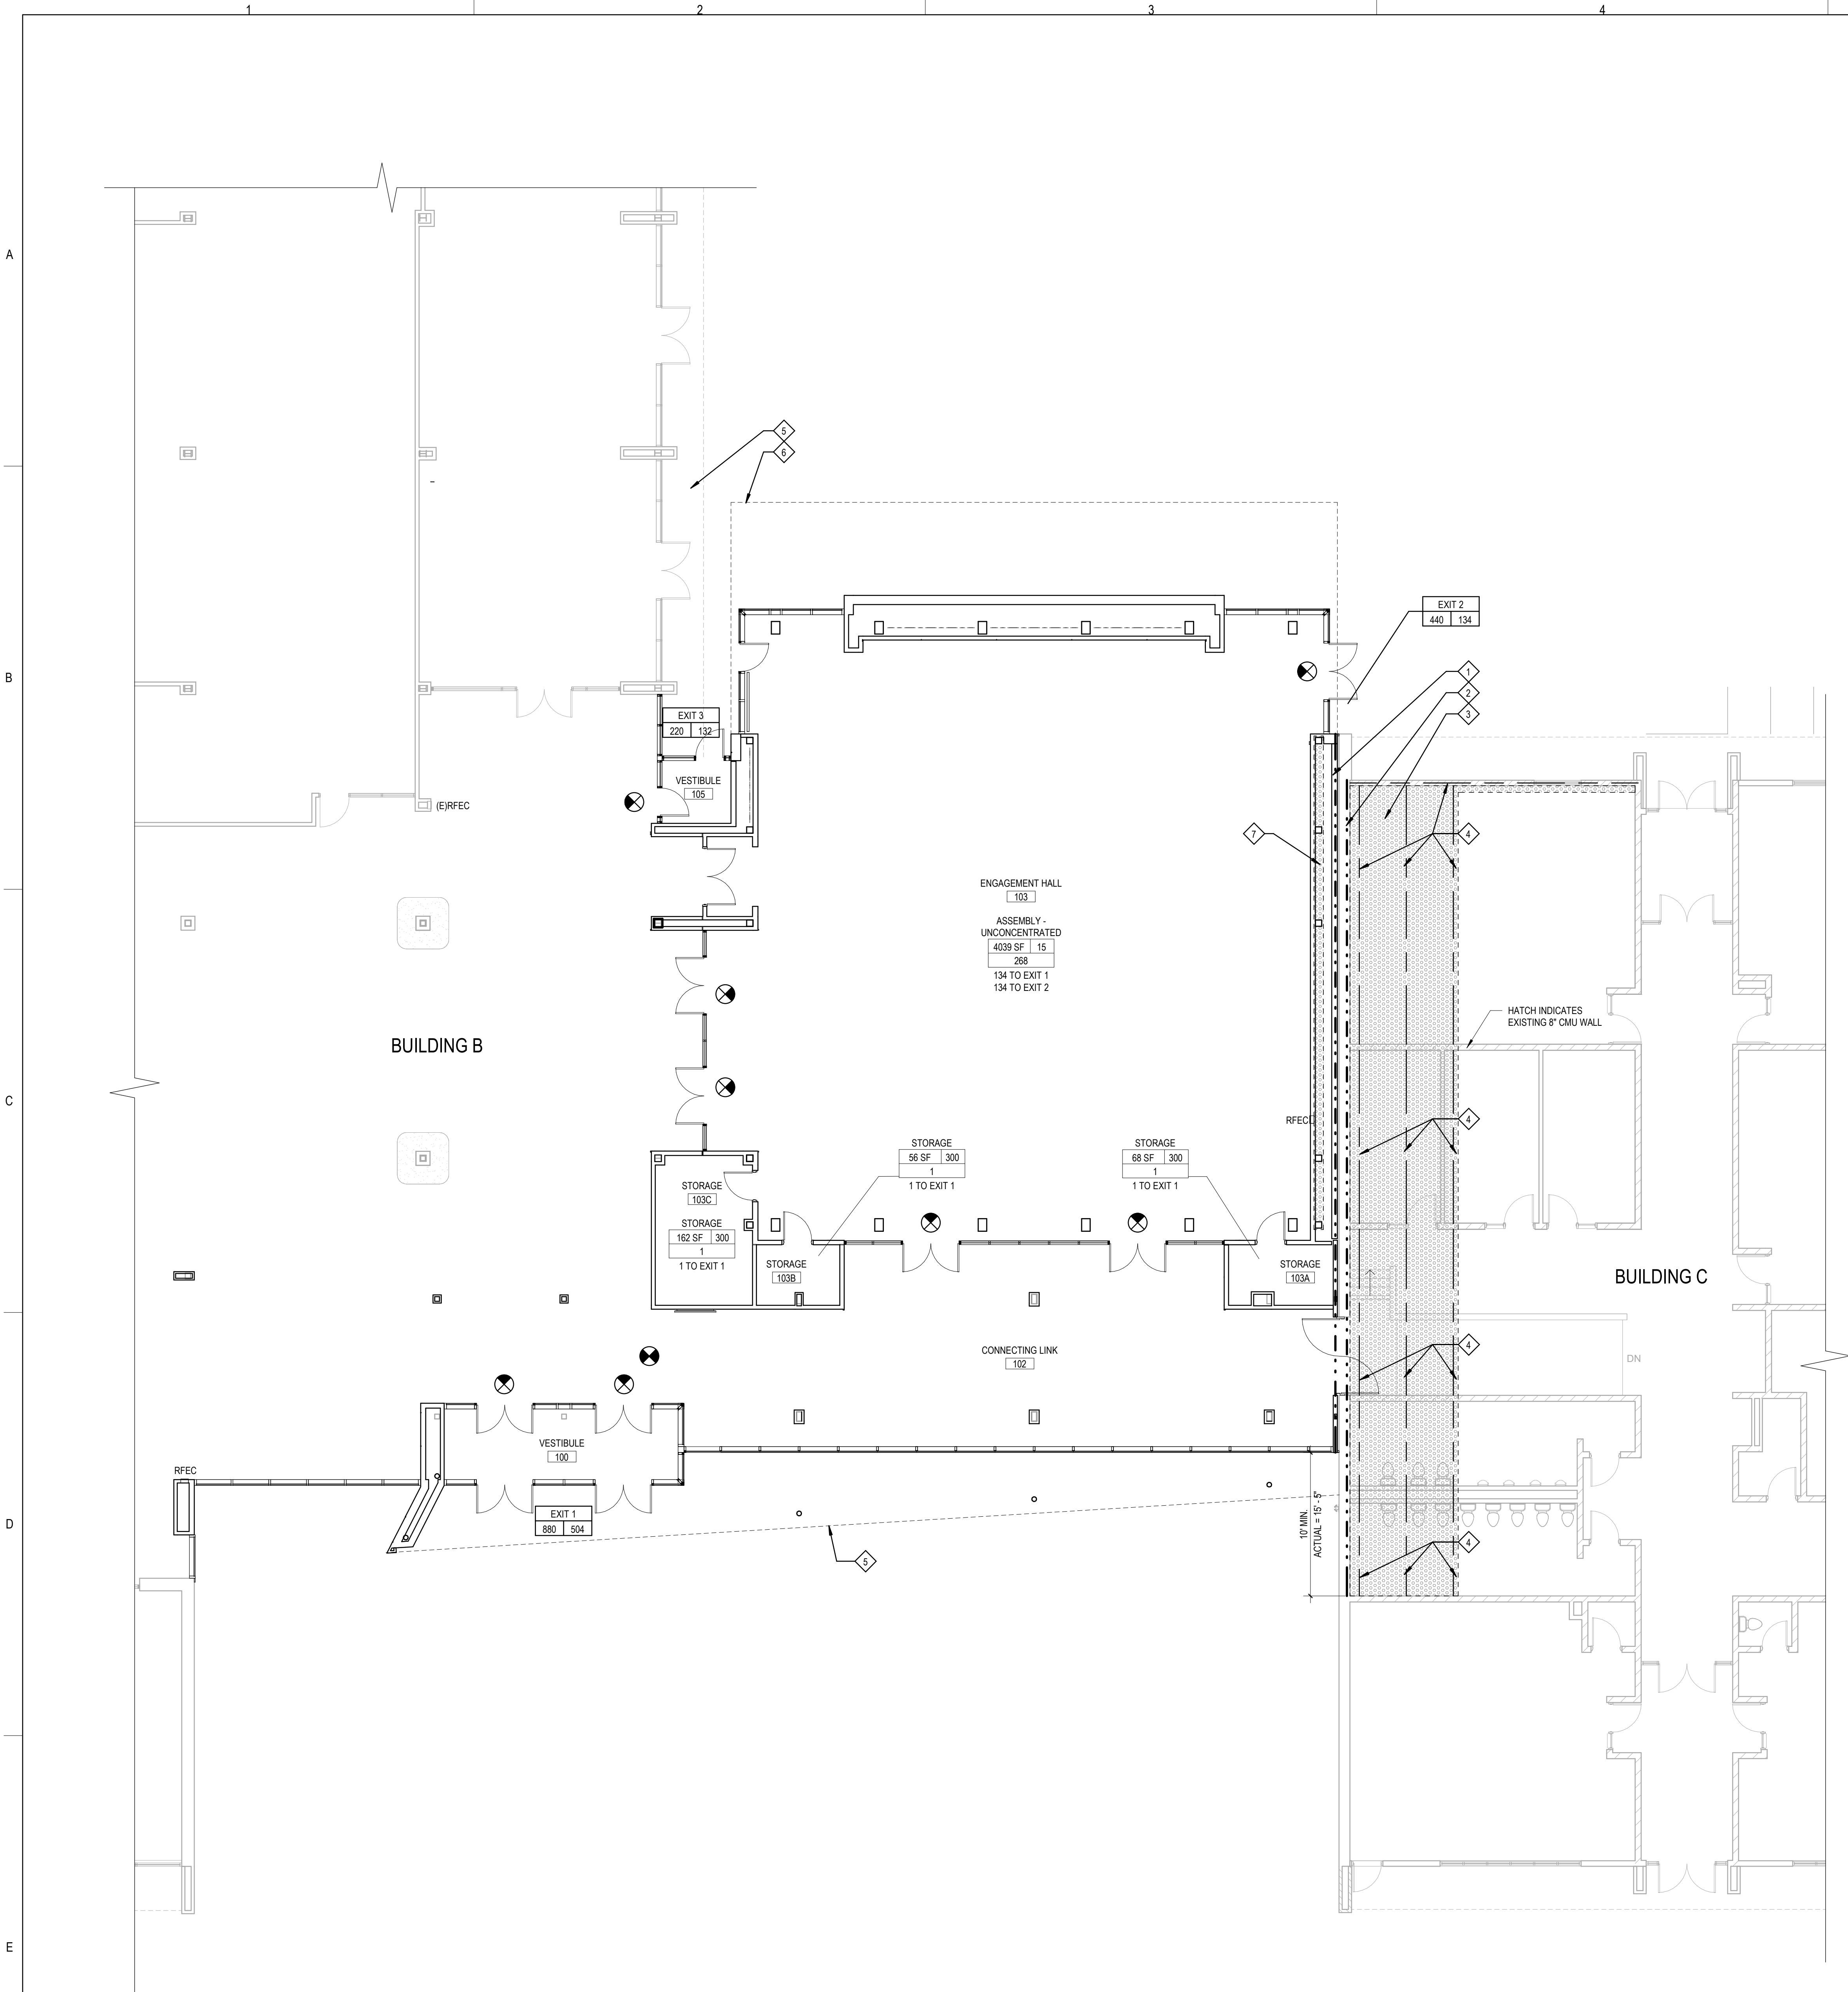 1
2
3
4
A
B
C
D
E
5
6
EXIT 2
440 134
1
2
3
EXIT 3
220 132
VESTIBULE
105
(E)RFEC
4
7
ENGAGEMENT HALL
103
ASSEMBLY -
UNCONCENTRATED
4039 SF 15
268
134 TO EXIT 1
134 TO EXIT 2
HATCH INDICATES
EXISTING 8" CMU WALL
BUILDING B
RFEC
4
STORAGE
56 SF 300
1
1 TO EXIT 1
STORAGE
68 SF 300
1
1 TO EXIT 1
STORAGE
103C
STORAGE
162 SF 300
1
1 TO EXIT 1
STORAGE
103B
STORAGE
103A
BUILDING C
CONNECTING LINK
102
4
DN
VESTIBULE
100
RFEC
EXIT 1
880 504
10' MIN.
ACTUAL = 15' - 5"
4
5